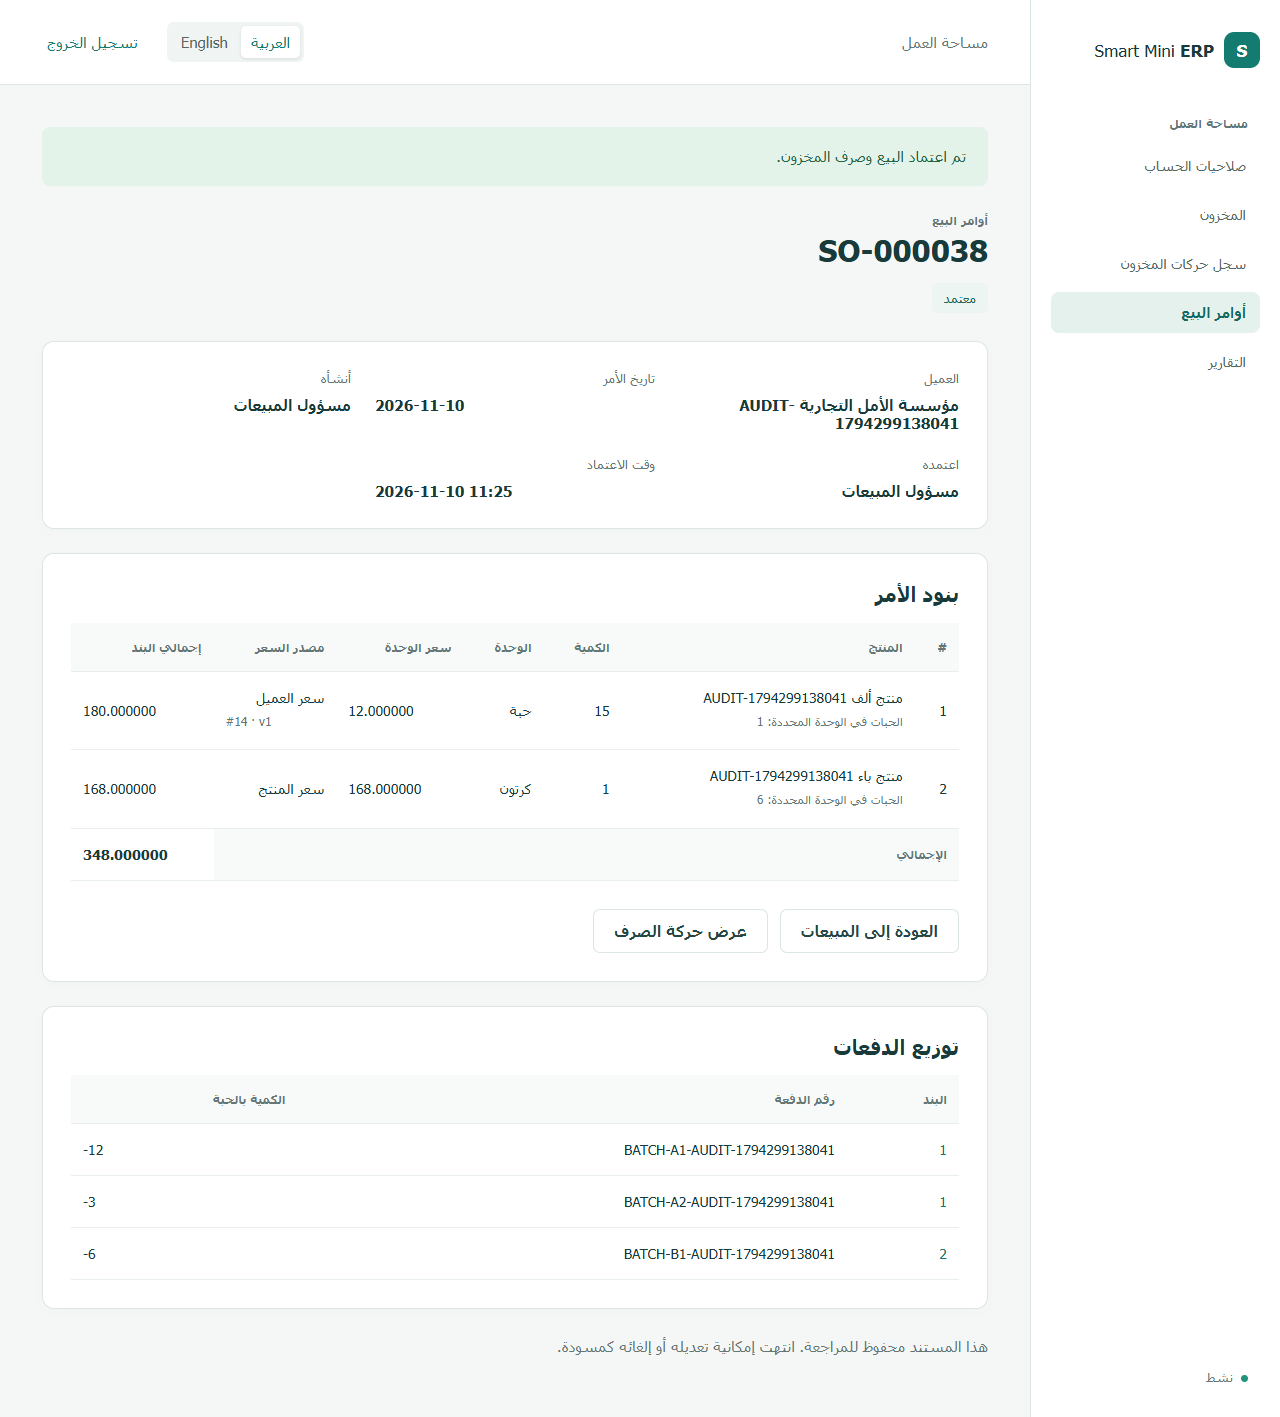 S
Smart Mini ERP
مساحة العمل
صلاحيات الحساب
المخزون
سجل حركات المخزون
أوامر البيع
التقارير
نشط
مساحة العمل
العربية
English
تسجيل الخروج
تم اعتماد البيع وصرف المخزون.
أوامر البيع
SO-000038
معتمد
العميل
مؤسسة الأمل التجارية AUDIT-
1794299138041
تاريخ الأمر
2026-11-10
أنشأه
مسؤول المبيعات
اعتمده
مسؤول المبيعات
وقت الاعتماد
2026-11-10 11:25
بنود الأمر
# المنتج الكمية الوحدة سعر الوحدة مصدر السعر إجمالي البند
1 منتج ألف AUDIT-1794299138041 15 حبة 12.000000 سعر العميل 180.000000
الحبات في الوحدة المحددة: 1
#14 · v1
2 منتج باء AUDIT-1794299138041 1 كرتون 168.000000 سعر المنتج 168.000000
الحبات في الوحدة المحددة: 6
الإجمالي 348.000000
العودة إلى المبيعات
عرض حركة الصرف
توزيع الدفعات
البند رقم الدفعة الكمية بالحبة
1 BATCH-A1-AUDIT-1794299138041 -12
1 BATCH-A2-AUDIT-1794299138041 -3
2 BATCH-B1-AUDIT-1794299138041 -6
هذا المستند محفوظ للمراجعة. انتهت إمكانية تعديله أو إلغائه كمسودة.